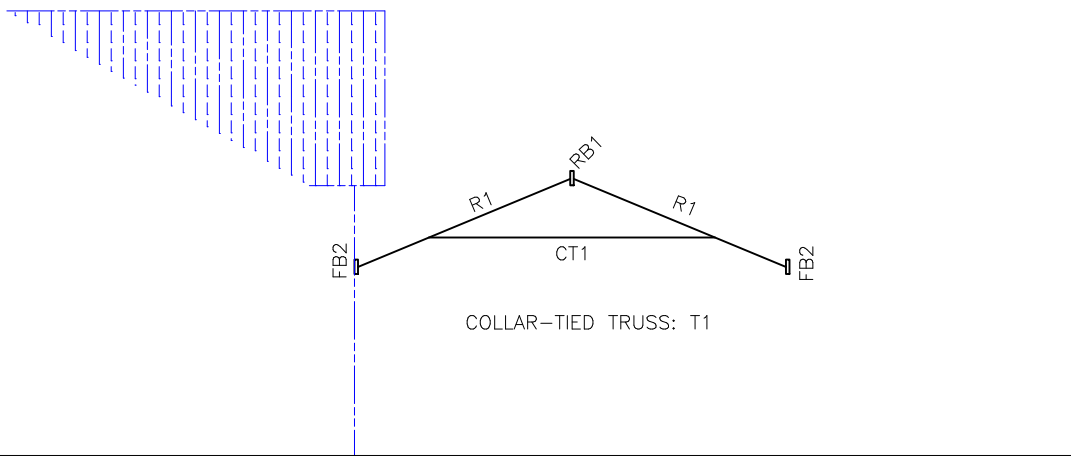 RB1
R1
R1
CT1
FB2
FB2
COLLAR-TIED TRUSS: T1